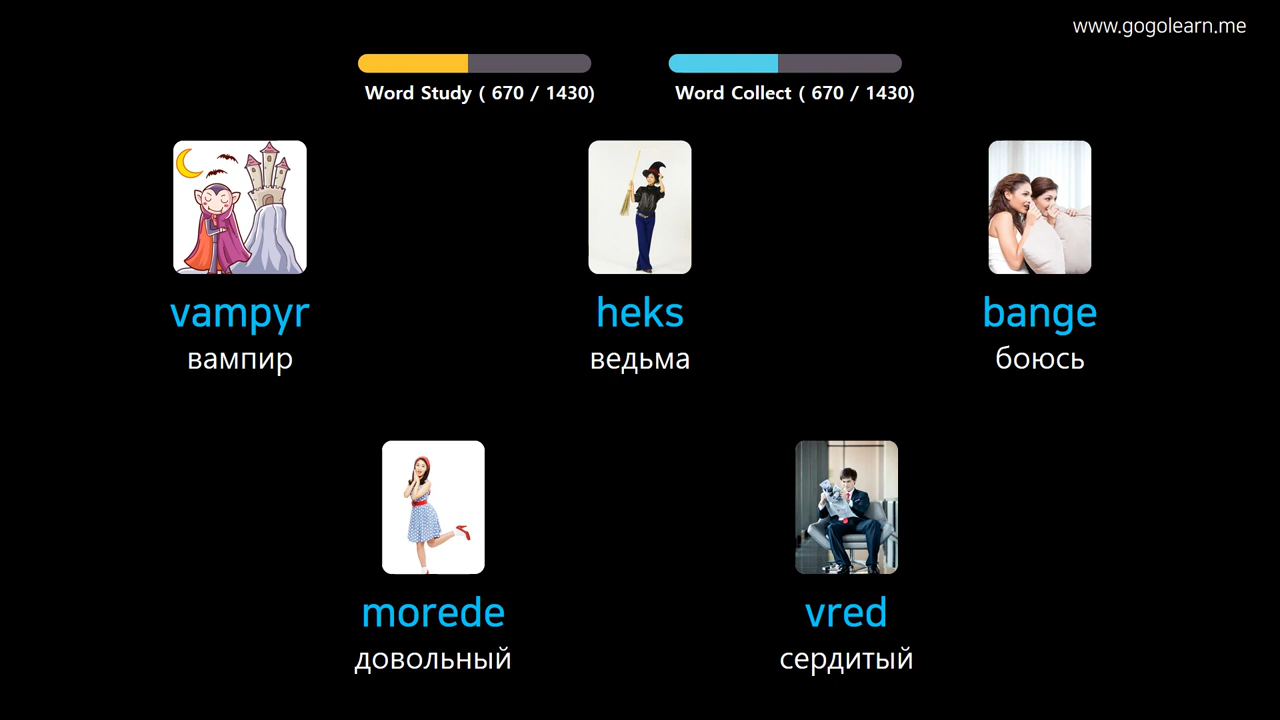 www.gogolearn.me
Word Study ( 670 / 1430)
Word Collect ( 670 / 1430)
vampyr
вампир
heks
ведьма
bange
боюсь
morede
довольный
vred
сердитый